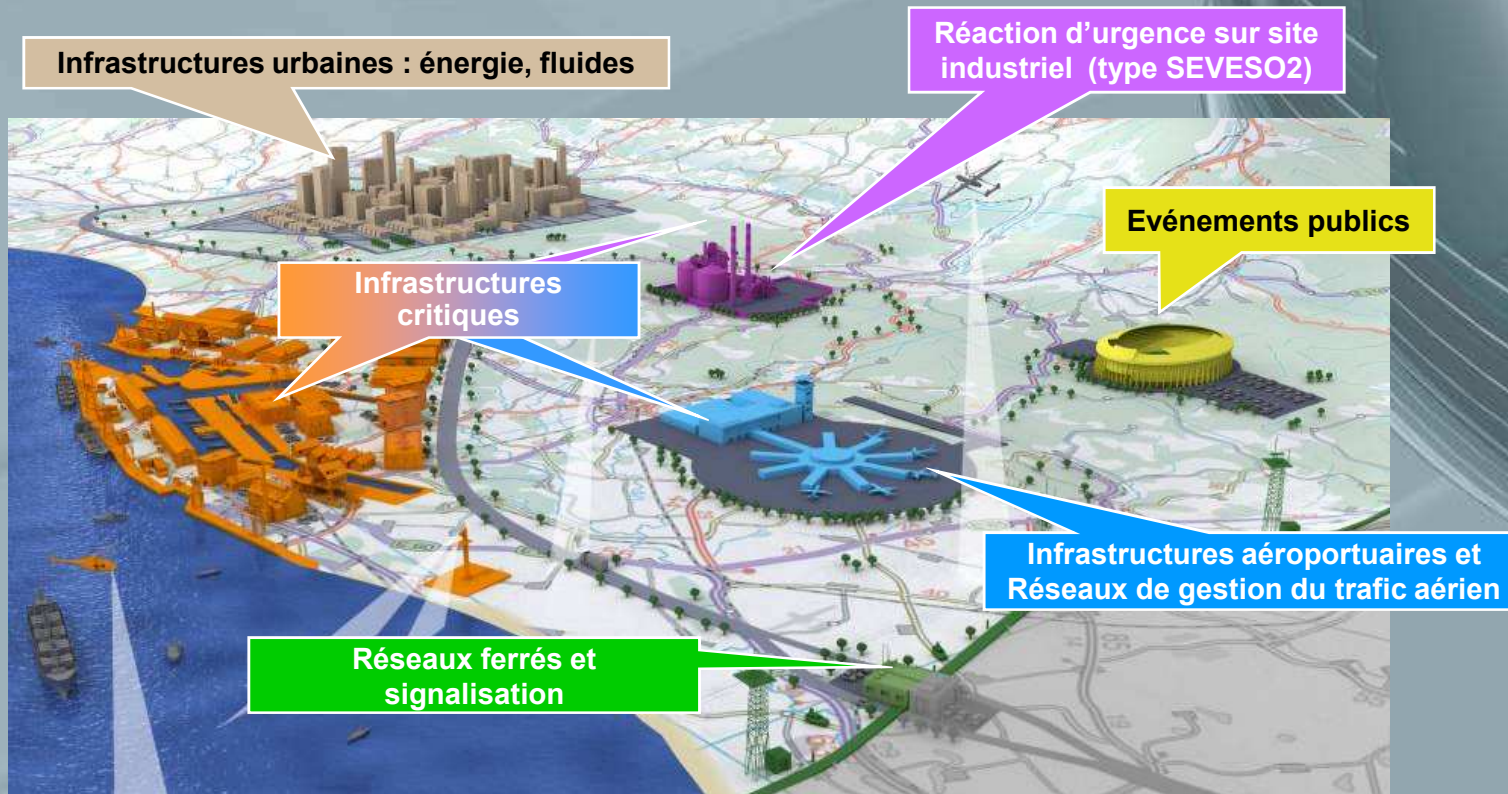 Réaction d’urgence sur site
industriel (type SEVESO2)
Infrastructures urbaines : énergie, fluides
Evénements publics
Infrastructures
critiques
Infrastructures aéroportuaires et
Réseaux de gestion du trafic aérien
Réseaux ferrés et
signalisation